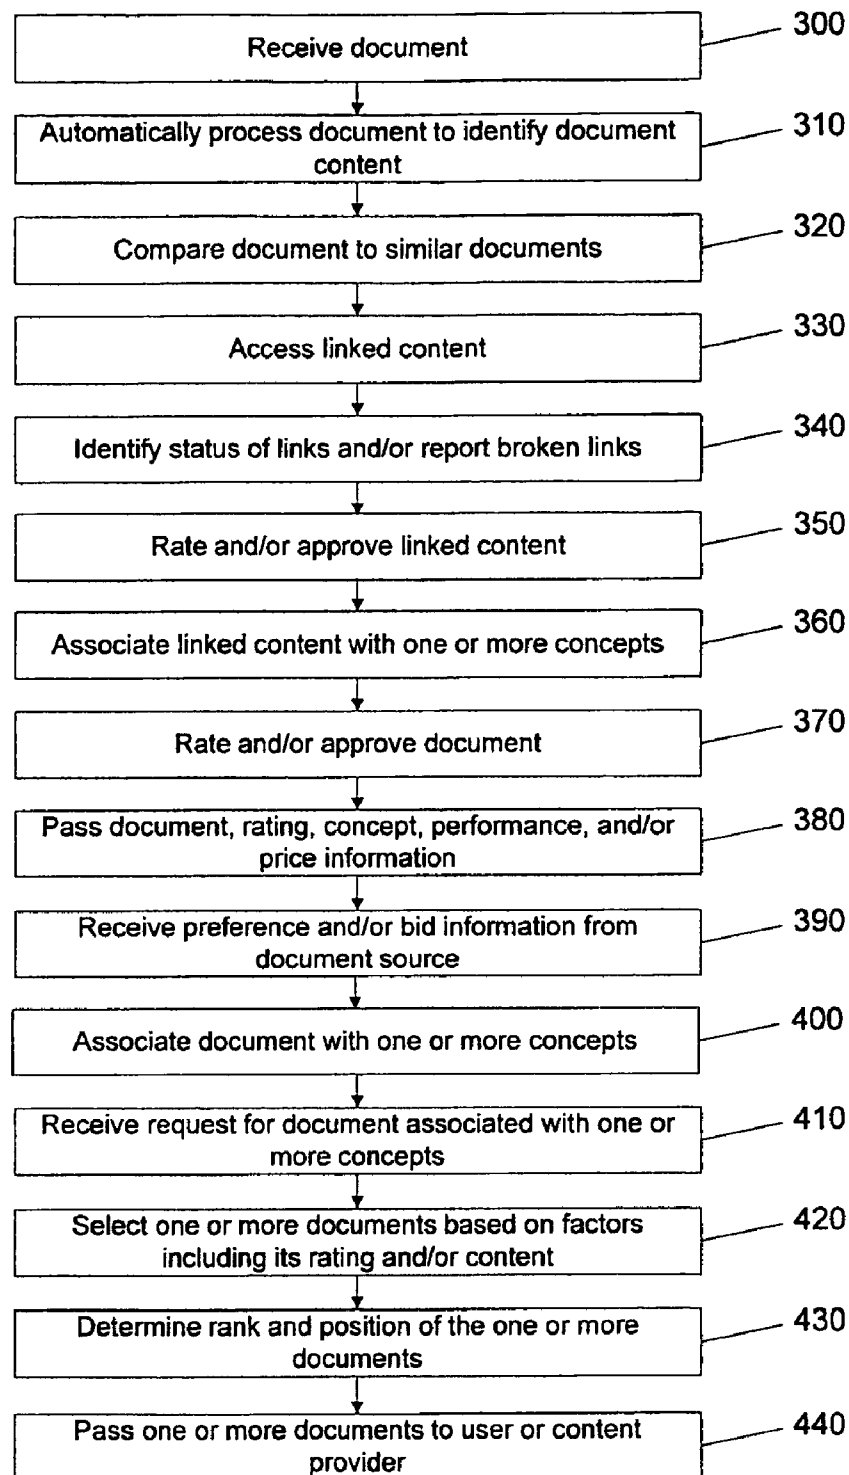 Receive document
300
Automatically process document to identify document
content
310
Compare document to similar documents
320
Access linked content
330
Identify status of links and/or report broken links
340
Rate and/or approve linked content
350
Associate linked content with one or more concepts
360
Rate and/or approve document
370
Pass document, rating, concept, performance, and/or
price information
380
Receive preference and/or bid information from
document source
390
Associate document with one or more concepts
400
Receive request for document associated with one or
more concepts
410
Select one or more documents based on factors
including its rating and/or content
420
Determine rank and position of the one or more
documents
430
Pass one or more documents to user or content
provider
440